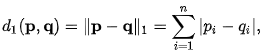 $d_1(\mathbf{p}, \mathbf{q}) = \|\mathbf{p} - \mathbf{q}\|_1 = \sum_{i=1}^{n} |p_i - q_i|,$